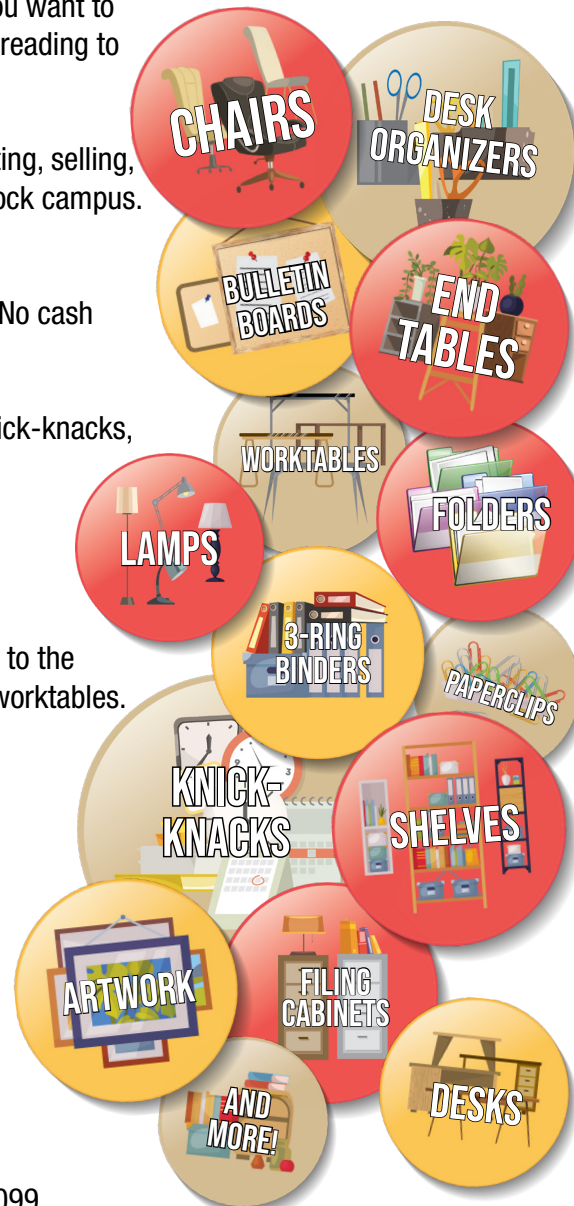 ou want to
reading to
ting, selling,
ock campus.
No cash
ick-knacks,
to the
worktables.
CHAIRS
DESK
ORGANIZERS
BULLETIN
BOARDS
END
TABLES
WORKTABLES
FOLDERS
LAMPS
3-RING
BINDERS
PAPERCLIPS
KNICK-
KNACKS
SHELVES
ARTWORK
FILING
CABINETS
AND
MORE!
DESKS